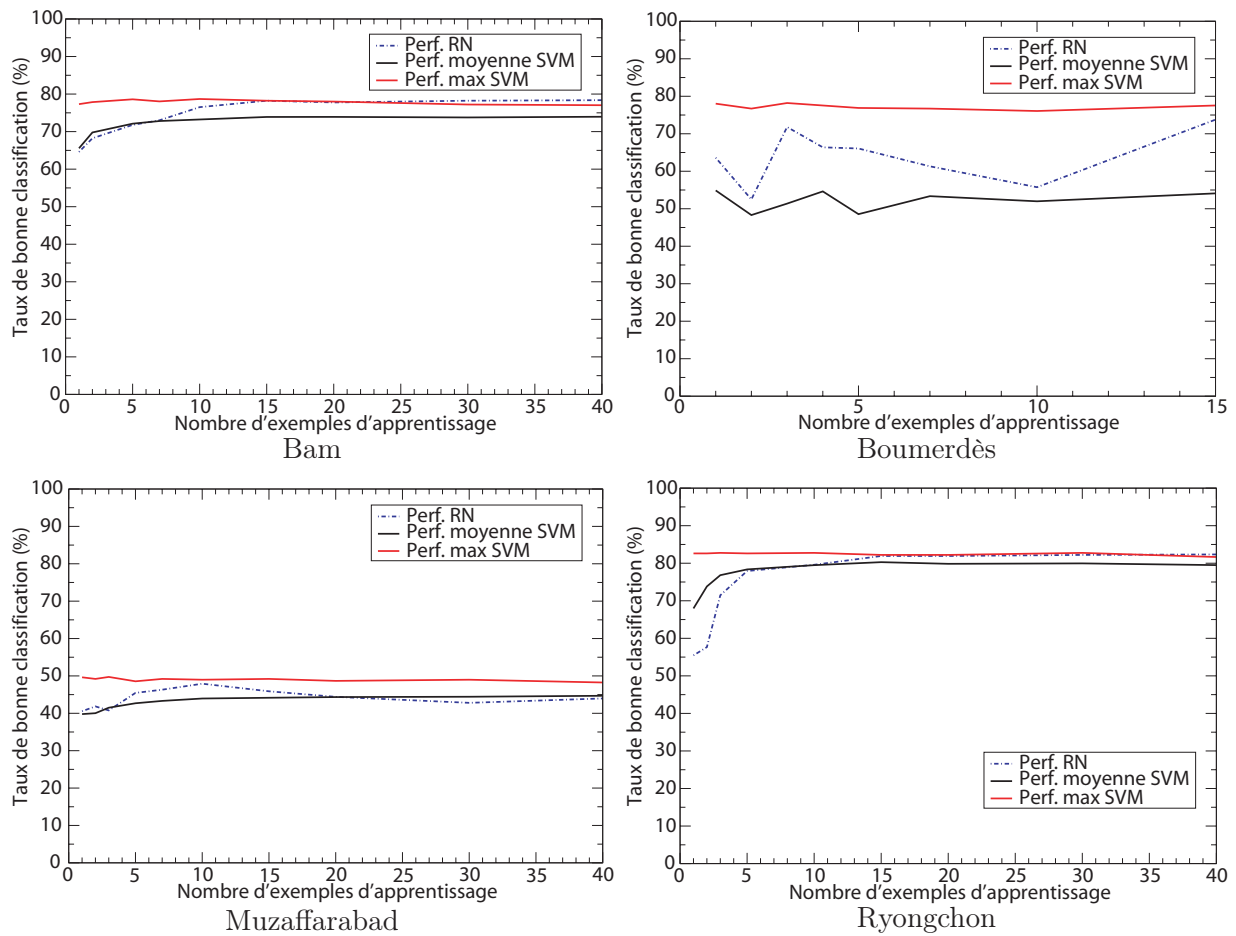 Taux de bonne classification (%)
100
90
80
70
60
50
40
30
20
10
0
Perf. RN
Perf. moyenne SVM
Perf. max SVM
0 5 10 15 20 25 30 35 40
Nombre d'exemples d'apprentissage
Bam
Taux de bonne classification (%)
100
90
80
70
60
50
40
30
20
10
0
Perf. RN
Perf. moyenne SVM
Perf. max SVM
0 5 10 15
Nombre d'exemples d'apprentissage
Boumerdès
Taux de bonne classification (%)
100
90
80
70
60
50
40
30
20
10
0
Perf. RN
Perf. moyenne SVM
Perf. max SVM
0 5 10 15 20 25 30 35 40
Nombre d'exemples d'apprentissage
Muzaffarabad
Taux de bonne classification (%)
100
90
80
70
60
50
40
30
20
10
0
Perf. RN
Perf. moyenne SVM
Perf. max SVM
0 5 10 15 20 25 30 35 40
Nombre d'exemples d'apprentissage
Ryongchon